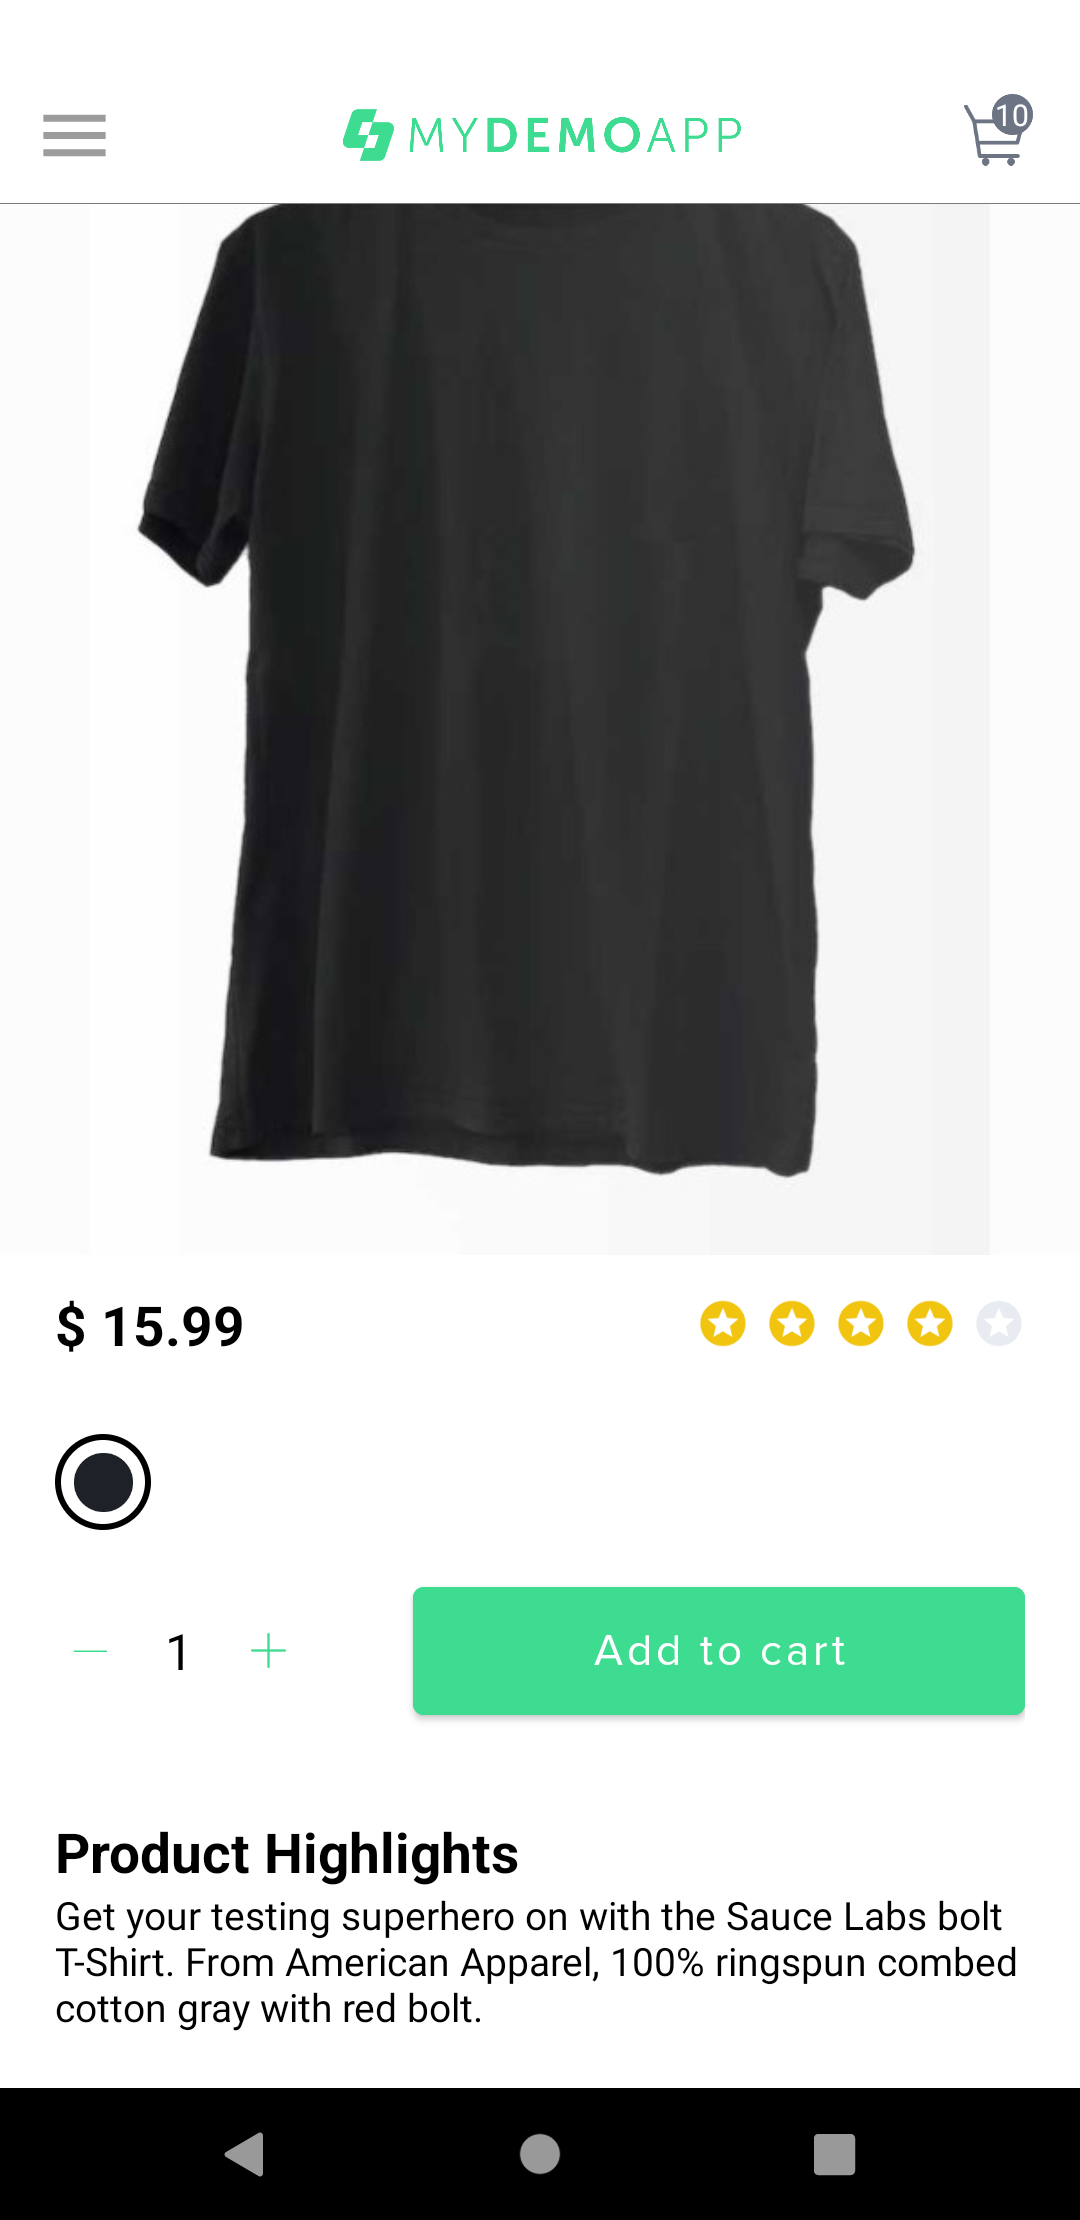 MYDEMOAPP
10
$ 15.99
1
Add to cart
Product Highlights
Get your testing superhero on with the Sauce Labs bolt
T-Shirt. From American Apparel, 100% ringspun combed
cotton gray with red bolt.